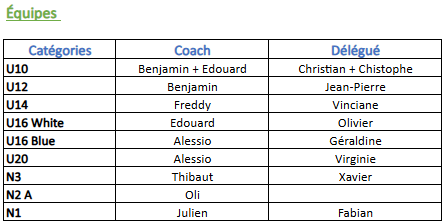 Équipes
Catégories Coach Délégué
U10 Benjamin + Edouard Christian + Chistophe
U12 Benjamin Jean-Pierre
U14 Freddy Vinciane
U16 White Edouard Olivier
U16 Blue Alessio Géraldine
U20 Alessio Virginie
N3 Thibaut Xavier
N2 A Oli
N1 Julien Fabian